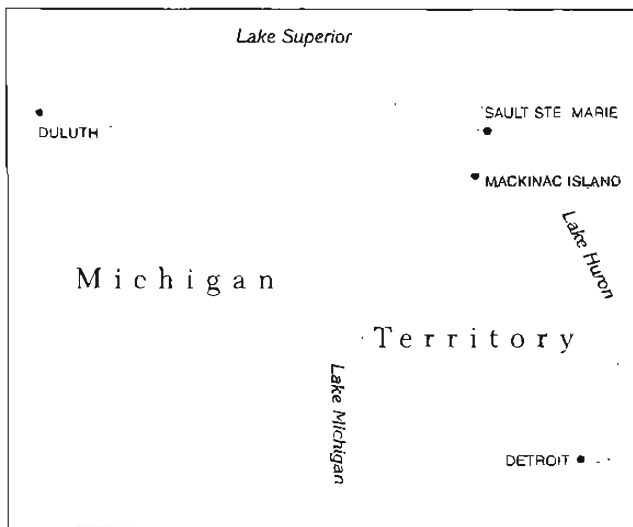 Lake Superior
SAULT STE MARIE
DULUTH
MACKINAC ISLAND
Lake Huron
Michigan
Territory
Lake Michigan
DETROIT